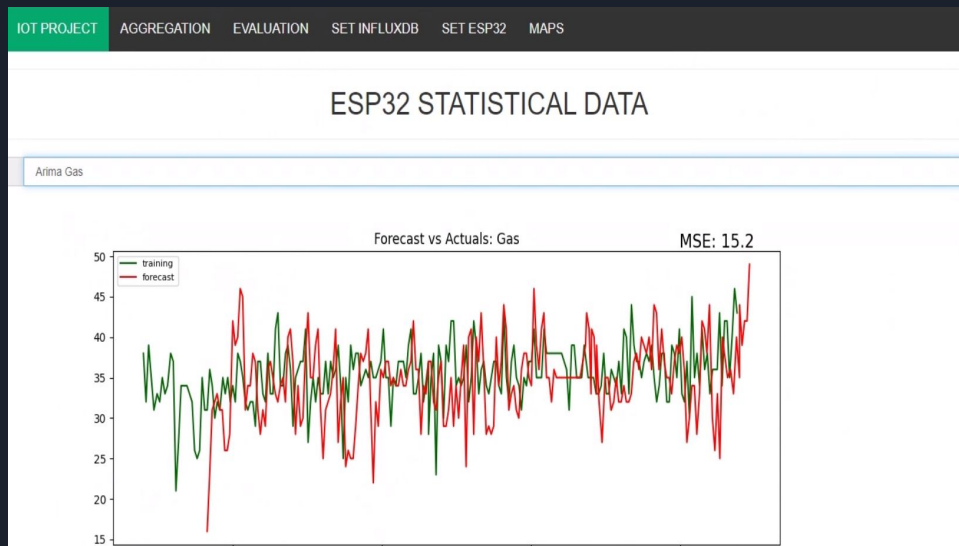 IOT PROJECT AGGREGATION EVALUATION SET INFLUXDB SET ESP32 MAPS
ESP32 STATISTICAL DATA
Arima Gas
Forecast vs Actuals: Gas MSE: 15.2
training
forecast
50
45
40
35
30
25
20
15